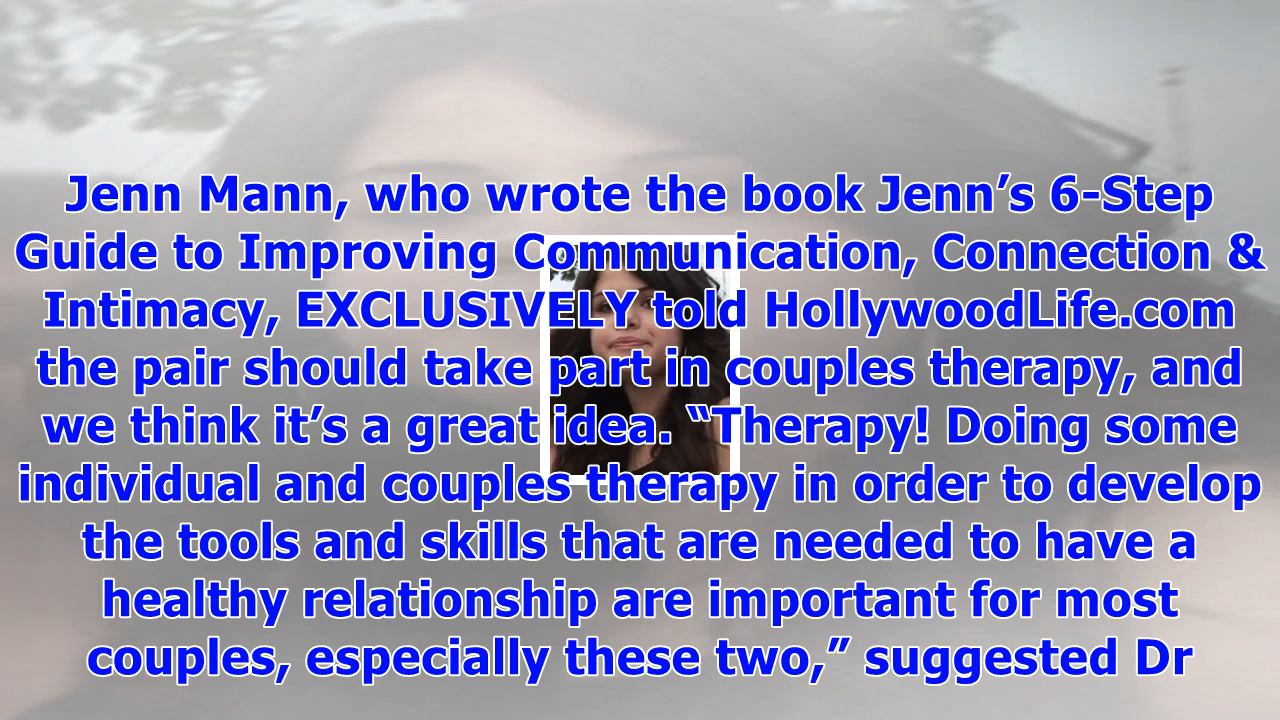 Jenn Mann, who wrote the book Jenn’s 6-Step
Guide to Improving Communication, Connection &
Intimacy, EXCLUSIVELY told HollywoodLife.com
the pair should take part in couples therapy, and
we think it’s a great idea. “Therapy! Doing some
individual and couples therapy in order to develop
the tools and skills that are needed to have a
healthy relationship are important for most
couples, especially these two,” suggested Dr